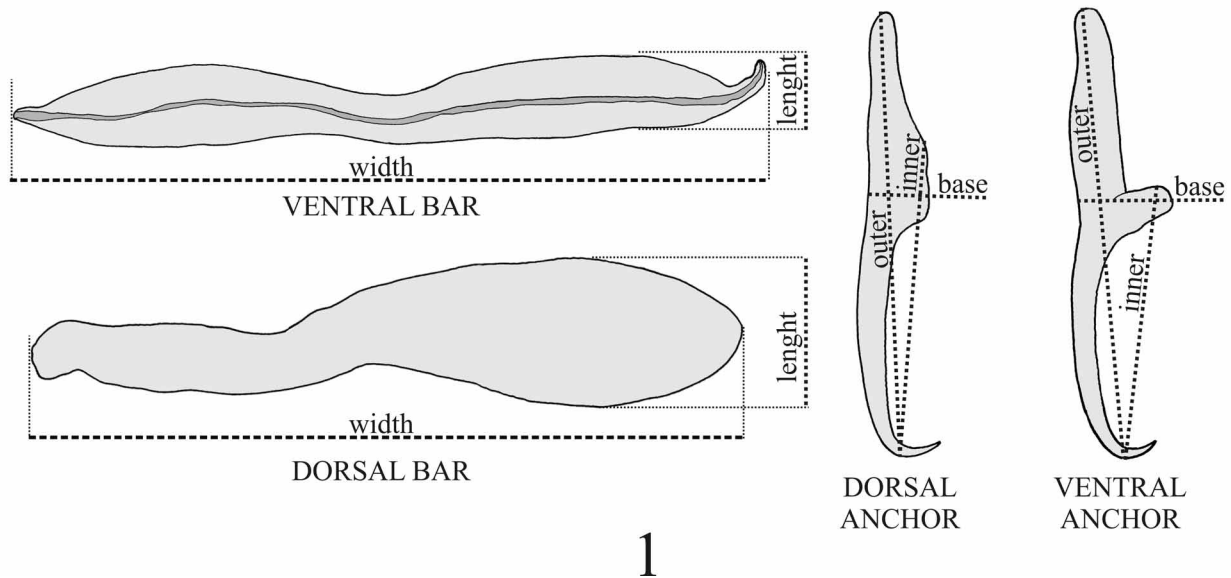 lenght
width
VENTRAL BAR
lenght
width
DORSAL BAR
outer
inner
base
DORSAL
ANCHOR
outer
inner
base
VENTRAL
ANCHOR
1